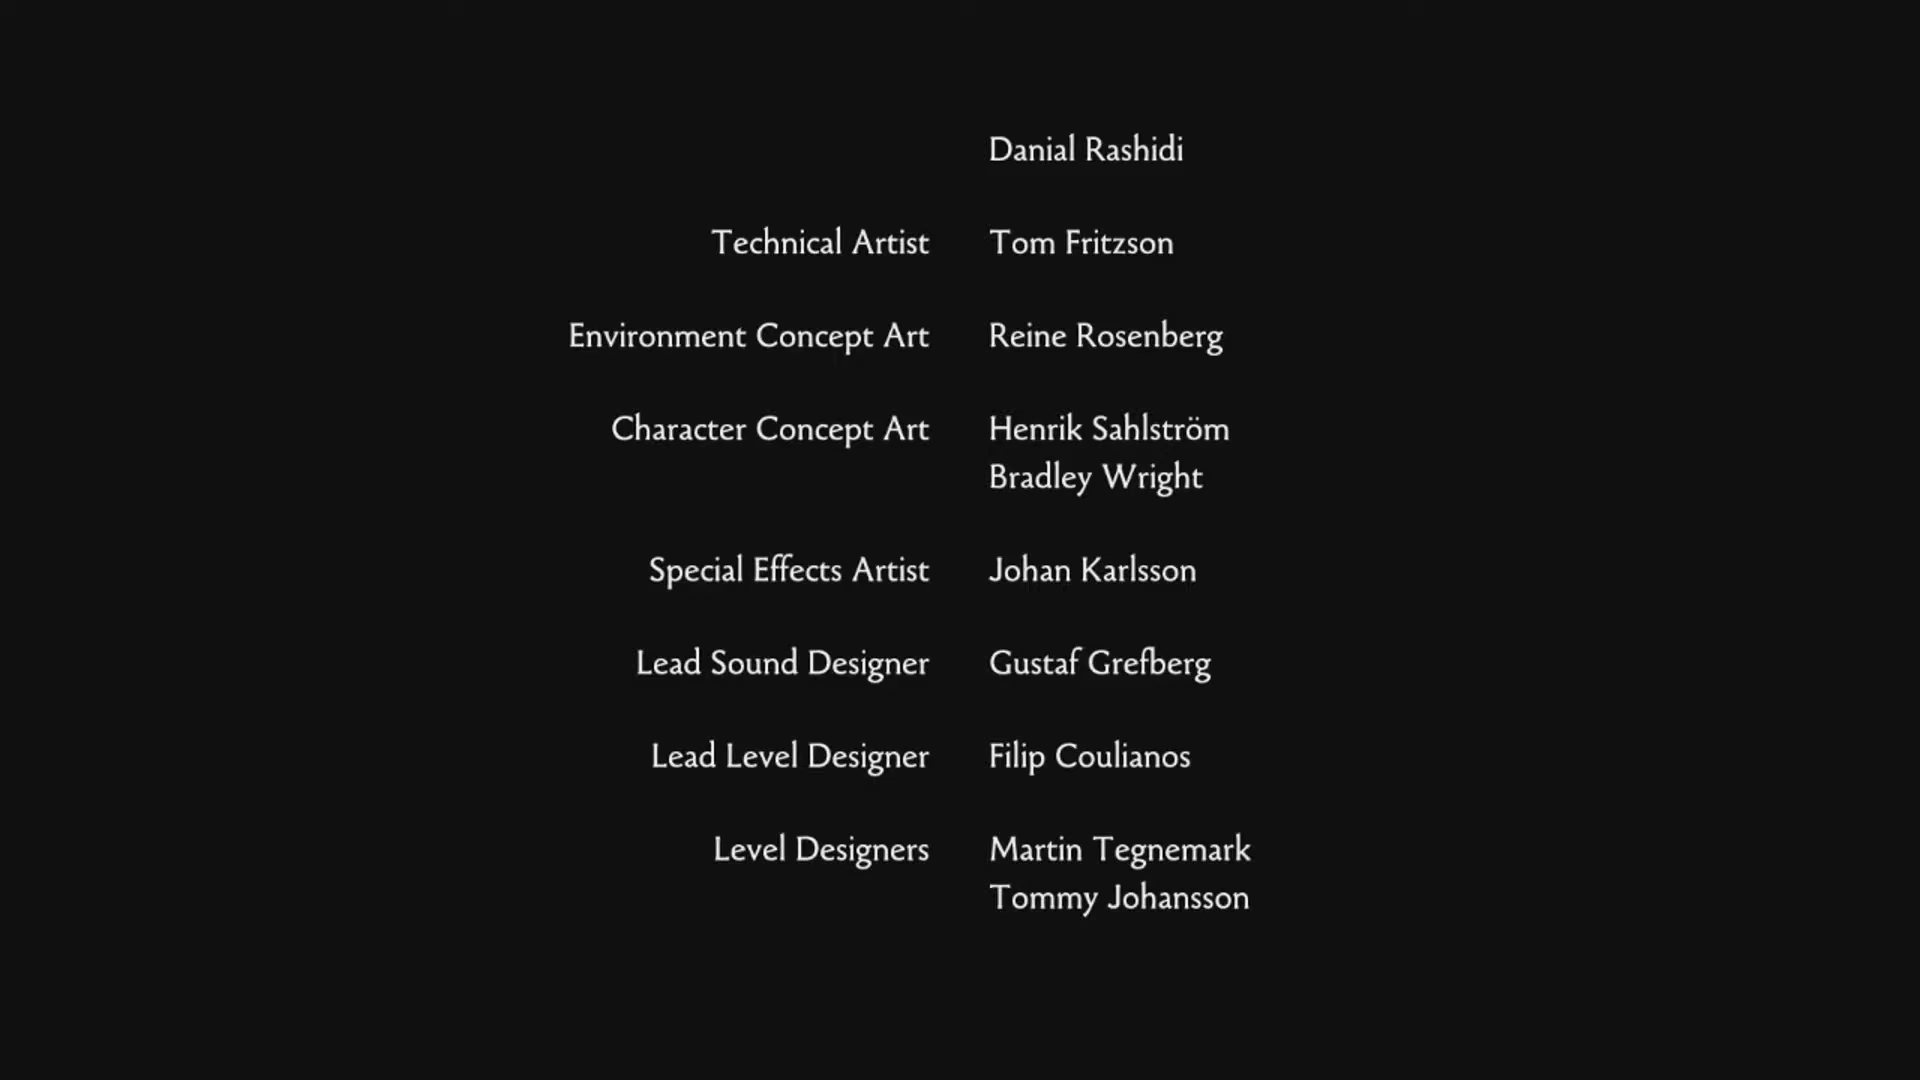 Danial Rashidi
Technical Artist Tom Fritzson
Environment Concept Art Reine Rosenberg
Character Concept Art Henrik Sahlström
Bradley Wright
Special Effects Artist Johan Karlsson
Lead Sound Designer Gustaf Grefberg
Lead Level Designer Filip Coulianos
Level Designers Martin Tegnemark
Tommy Johansson